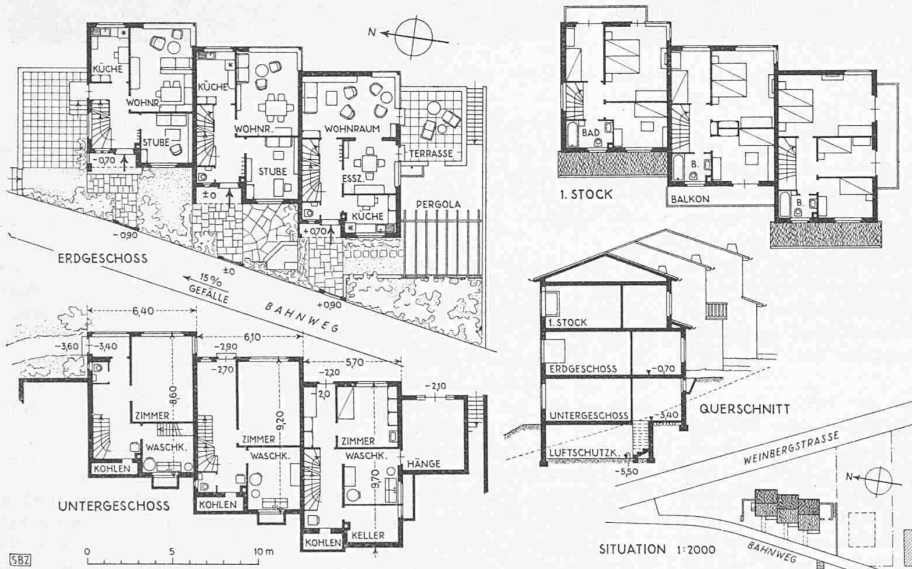 N
KÜCHE
WOHNR.
STUBE
-0,70
-0,90
KÜCHE
WOHNR.
STUBE
±0
±0
WOHNRAUM
ESSZ.
KÜCHE
+0,70
+0,90
TERRASSE
PERGOLA
ERDGESCHOSS
15%
GEFÄLLE
BAHNWEG
BAD
B.
B.
1. STOCK
BALKON
6,40
6,10
5,70
-3,60
-3,40
-2,90
-2,70
-2,20
-2,10
8,60
9,20
9,70
ZIMMER
WASCHK.
KOHLEN
ZIMMER
WASCHK.
KOHLEN
ZIMMER
WASCHK.
KOHLEN
KELLER
HÄNGE
UNTERGESCHOSS
SBZ
0 5 10 m
1. STOCK
ERDGESCHOSS
-0,70
UNTERGESCHOSS
-3,40
LUFTSCHUTZK.
-5,50
QUERSCHNITT
WEINBERGSTRASSE
N
BAHNWEG
SITUATION 1:2000